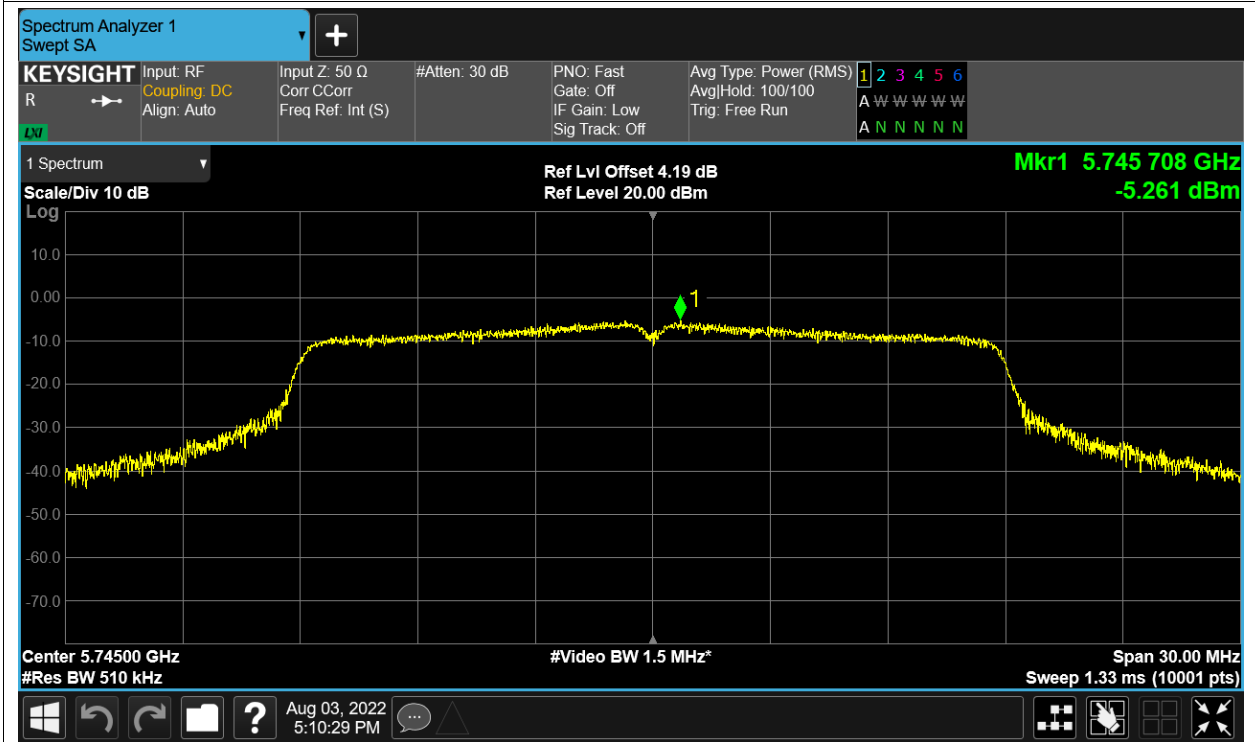 Spectrum Analyzer 1
Swept SA
+
KEYSIGHT
R
LXI
Input: RF
Coupling: DC
Align: Auto
Input Z: 50 Ω
Corr CCorr
Freq Ref: Int (S)
#Atten: 30 dB
PNO: Fast
Gate: Off
IF Gain: Low
Sig Track: Off
Avg Type: Power (RMS)
Avg|Hold: 100/100
Trig: Free Run
1 2 3 4 5 6
A W W W W W
A N N N N N
1 Spectrum
Scale/Div 10 dB
Log
Ref Lvl Offset 4.19 dB
Ref Level 20.00 dBm
Mkr1 5.745 708 GHz
-5.261 dBm
10.0
0.00
1
-10.0
-20.0
-30.0
-40.0
-50.0
-60.0
-70.0
Center 5.74500 GHz
#Video BW 1.5 MHz*
Span 30.00 MHz
#Res BW 510 kHz
Sweep 1.33 ms (10001 pts)
?
Aug 03, 2022
5:10:29 PM